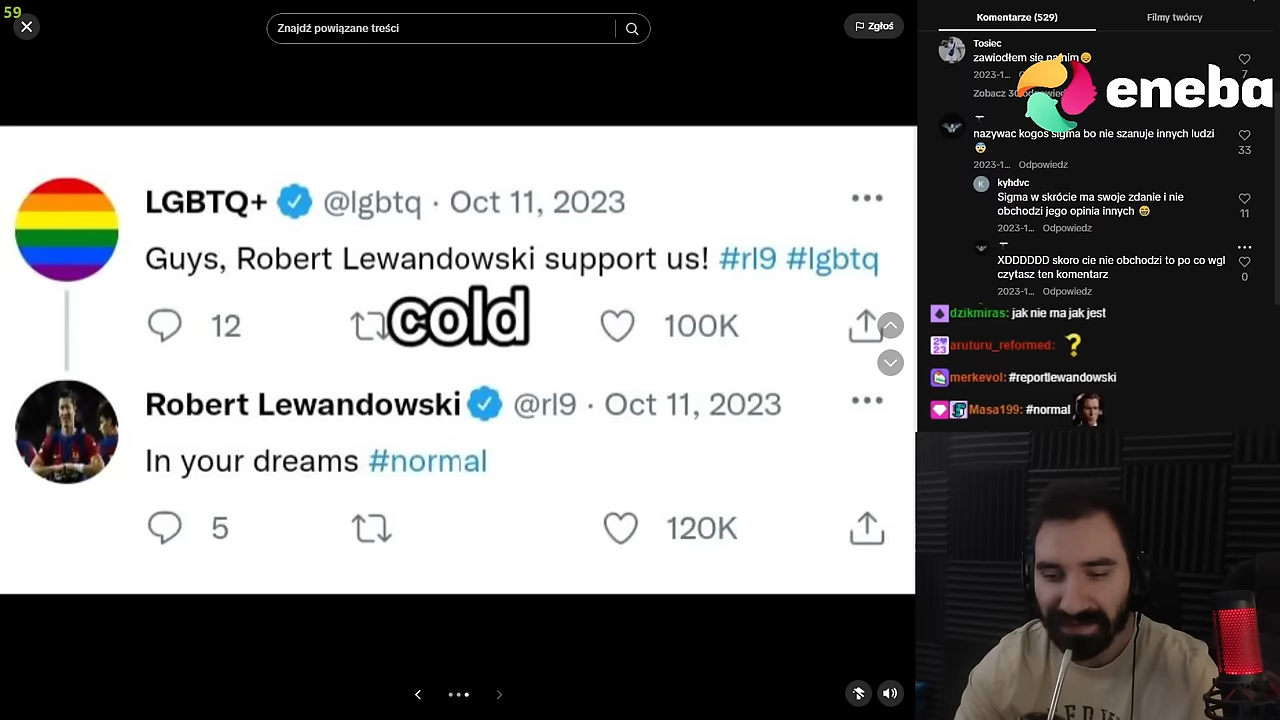 59
Znajdź powiązane treści
Zgłoś
LGBTQ+ @lgbtq · Oct 11, 2023
Guys, Robert Lewandowski support us! #rl9 #lgbtq
12 100K
cold
Robert Lewandowski @rl9 · Oct 11, 2023
In your dreams #normal
5 120K
Komentarze (529) Filmy twórcy
Tosiec
zawiodłem się na nim
2023-1...
7
Zobacz 30
eneba
nazywac kogoś sigma bo nie szanuje innych ludzi
33
2023-1... Odpowiedz
kyhdvc
Sigma w skrócie ma swoje zdanie i nie
obchodzi jego opinia innych
11
2023-1... Odpowiedz
XDDDDDD skoro cie nie obchodzi to po co wgl
czytasz ten komentarz
0
2023-1... Odpowiedz
dzikmiras: jak nie ma jak jest
aruturu_reformed:
merkevol: #reportlewandowski
Masa199: #normal